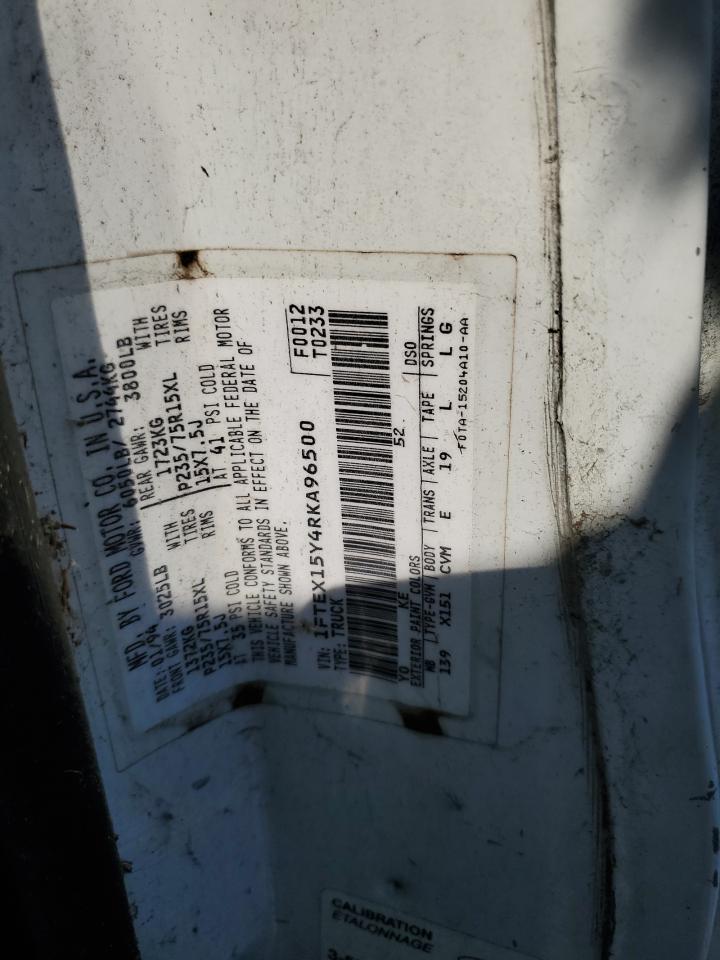 MFD. BY FORD MOTOR CO. IN U.S.A.
DATE: 01/94 GVWR: 6050LB/ 2744KG
FRONT GAWR: 3025LB REAR GAWR: 3800LB
1372KG WITH 1723KG WITH
P235/75R15XL TIRES P235/75R15XL TIRES
15X7.5J RIMS 15X7.5J RIMS
AT 35 PSI COLD AT 41 PSI COLD
THIS VEHICLE CONFORMS TO ALL APPLICABLE FEDERAL MOTOR
VEHICLE SAFETY STANDARDS IN EFFECT ON THE DATE OF
MANUFACTURE SHOWN ABOVE.
F0012
T0233
VIN: 1FTEX15Y4RKA96500
TYPE: TRUCK
YO KE 52
EXTERIOR PAINT COLORS DSO
WB TYPE-GVW BODY TRANS AXLE TAPE SPRINGS
139 X151 CVM E 19 L L G
F0TA-15204A10-AA
CALIBRATION
ÉTALONNAGE